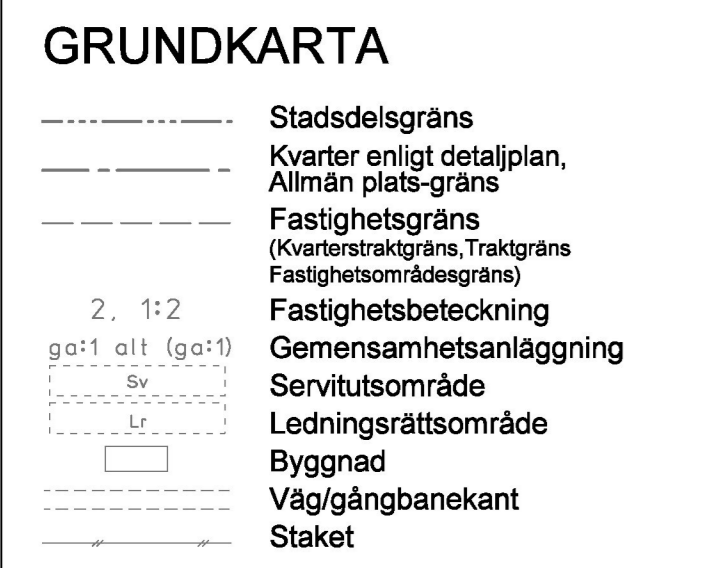 GRUNDKARTA
Stadsdelsgräns
Kvarter enligt detaljplan,
Allmän plats-gräns
Fastighetsgräns
(Kvarterstraktgräns,Traktgräns
Fastighetsområdesgräns)
2, 1:2 Fastighetsbeteckning
ga:1 alt (ga:1) Gemensamhetsanläggning
Sv Servitutsområde
Lr Ledningsrättsområde
Byggnad
Väg/gångbanekant
Staket